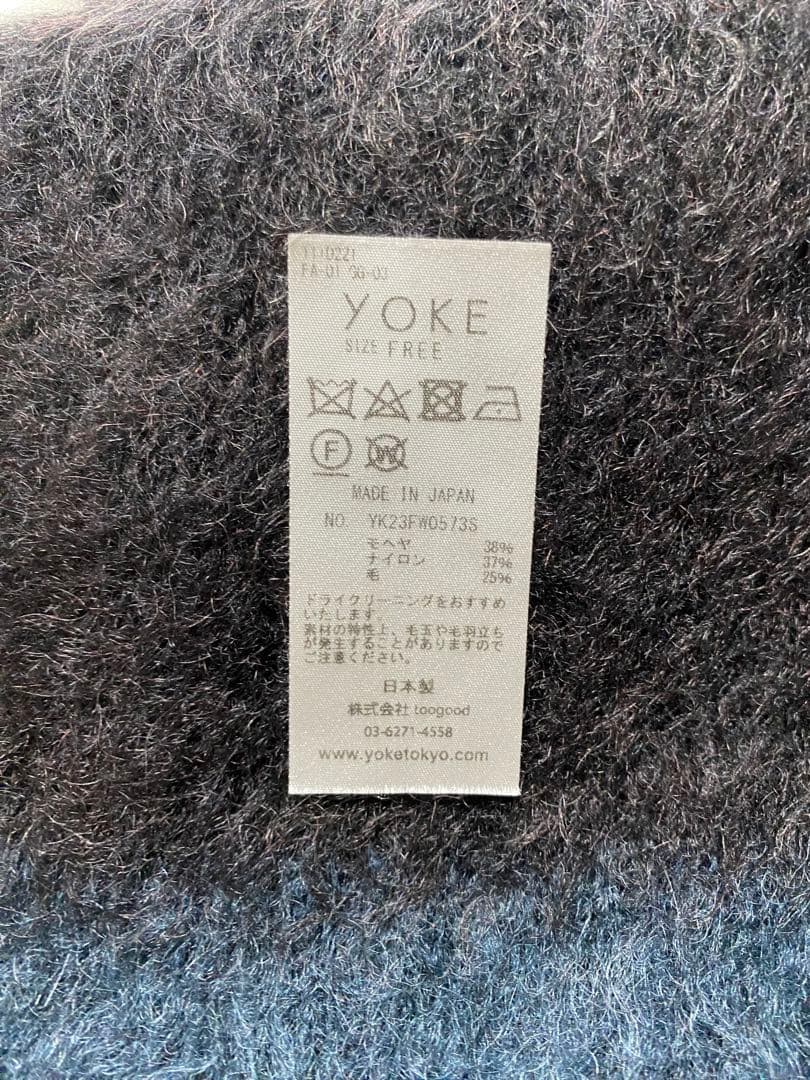 YOKE
SIZE FREE
F W
MADE IN JAPAN
NO. YK23FW0573S
モヘヤ 38%
ナイロン 37%
毛 25%
ドライクリーニングをおすすめ
いたします。
素材の特性上、毛玉や毛羽立ち
が発生することがありますので
ご注意ください。
日本製
株式会社 toogood
03-6271-4558
www.yoketokyo.com